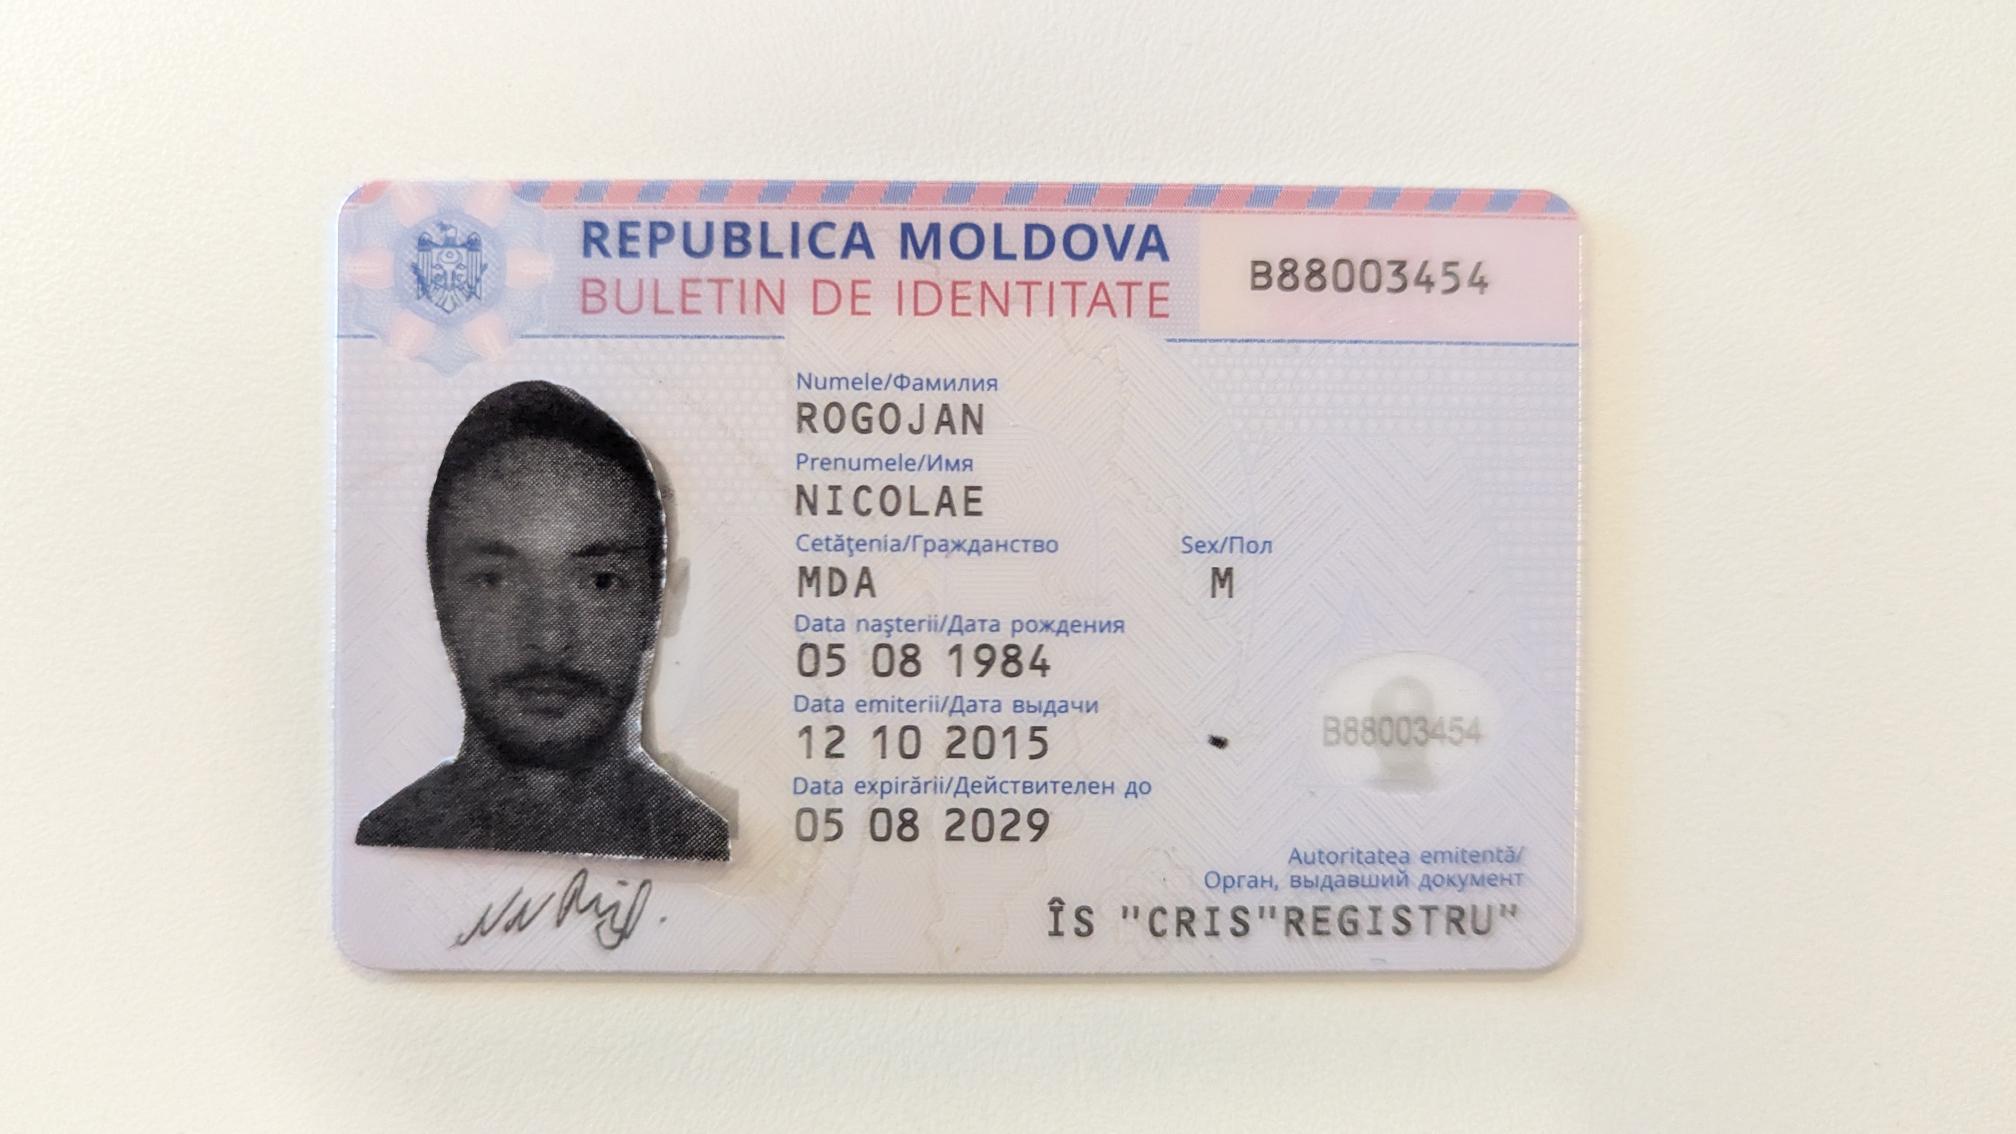 REPUBLICA MOLDOVA
BULETIN DE IDENTITATE
B88003454
Numele/Фамилия
ROGOJAN
Prenumele/Имя
NICOLAE
Cetăţenia/Гражданство
MDA
Sex/Пол
M
Data naşterii/Дата рождения
05 08 1984
Data emiterii/Дата выдачи
12 10 2015
Data expirării/Действителен до
05 08 2029
B88003454
Autoritatea emitentă/
Орган, выдавший документ
ÎS "CRIS"REGISTRU"